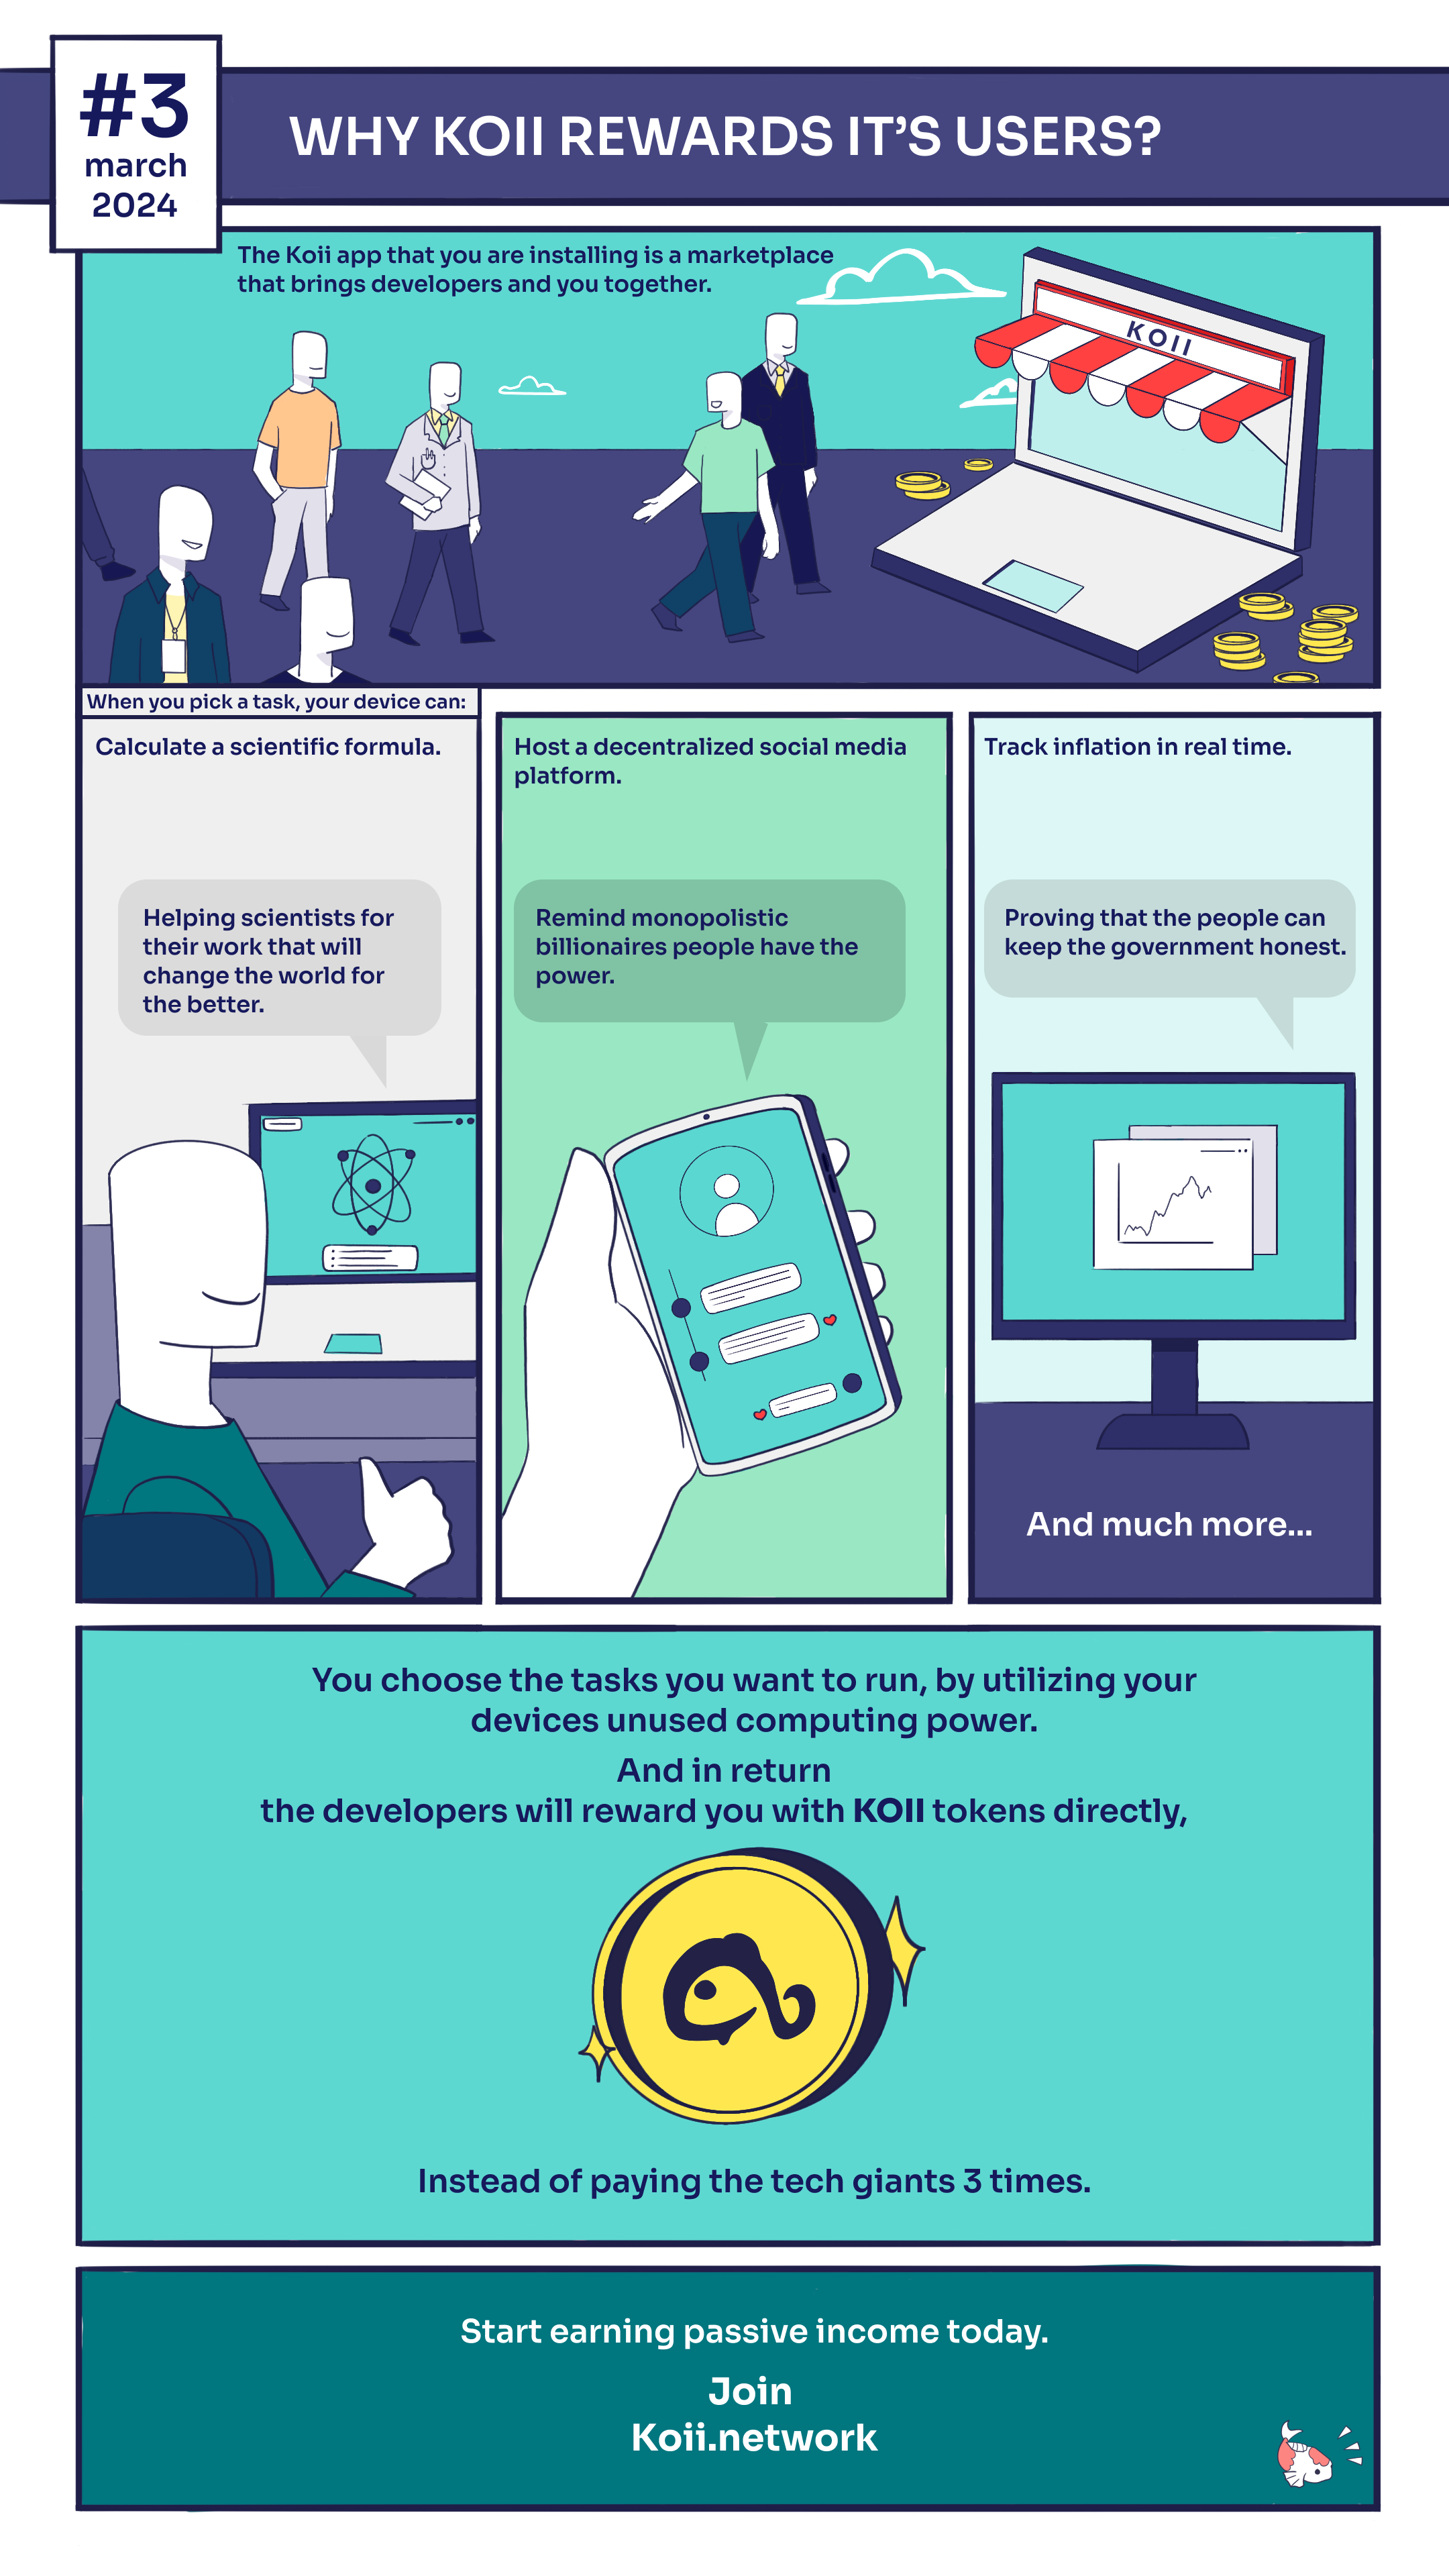 #3
march
2024
WHY KOII REWARDS IT’S USERS?
The Koii app that you are installing is a marketplace
that brings developers and you together.
KOII
When you pick a task, your device can:
Calculate a scientific formula.
Helping scientists for
their work that will
change the world for
the better.
Host a decentralized social media
platform.
Remind monopolistic
billionaires people have the
power.
Track inflation in real time.
Proving that the people can
keep the government honest.
And much more...
You choose the tasks you want to run, by utilizing your
devices unused computing power.
And in return
the developers will reward you with KOII tokens directly,
Instead of paying the tech giants 3 times.
Start earning passive income today.
Join
Koii.network